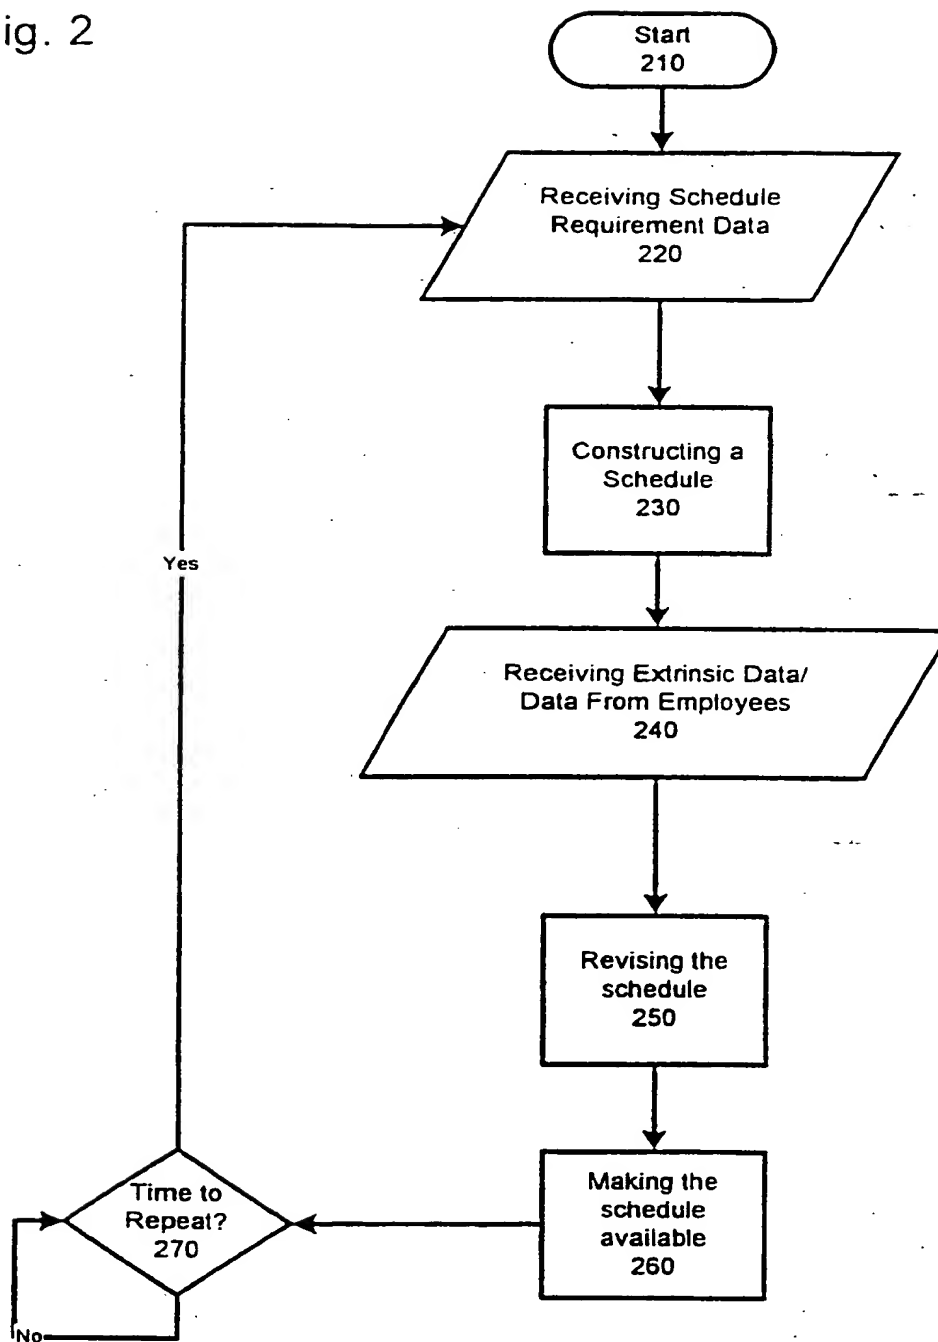 ig. 2
Start
210
Receiving Schedule
Requirement Data
220
Constructing a
Schedule
230
Yes
Receiving Extrinsic Data/
Data From Employees
240
Revising the
schedule
250
Making the
schedule
available
260
Time to
Repeat?
270
No